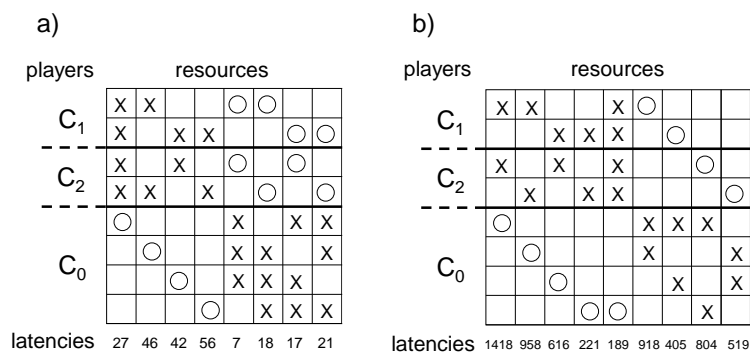 a)
players resources
X X O O
C₁
X X X O O
X X O O
C₂
X X X O O
O X X X
O X X X
C₀
O X X X
O X X X
latencies 27 46 42 56 7 18 17 21
b)
players resources
X X X O
C₁
X X X O
X X X O
C₂
X X X O
O X X X
O X X
C₀
O X X
O O X
latencies 1418 958 616 221 189 918 405 804 519